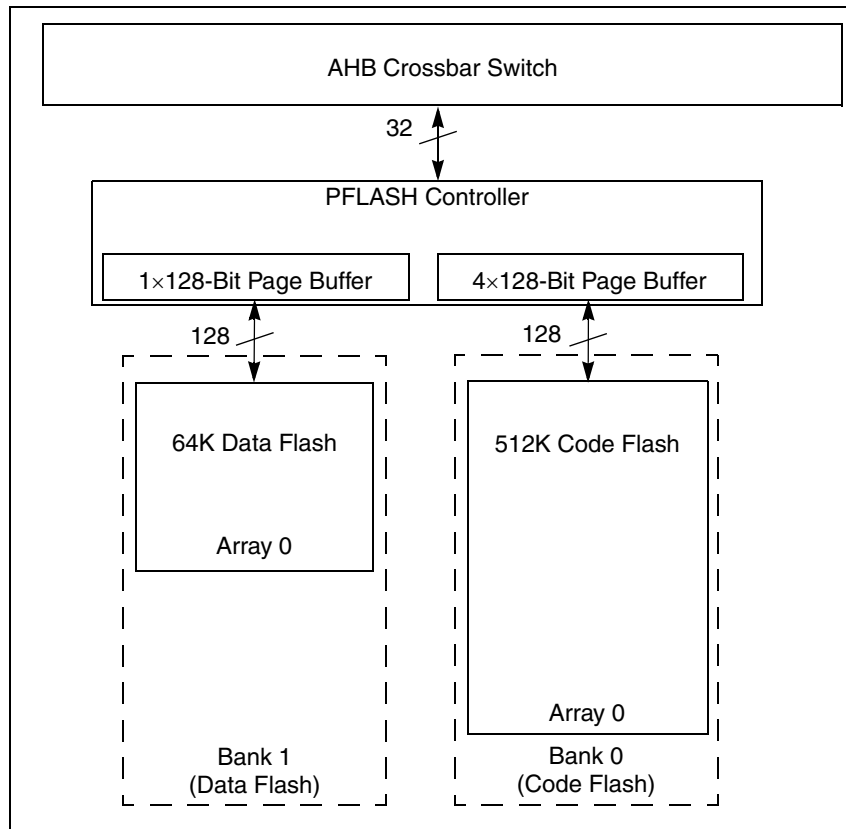 AHB Crossbar Switch
32
PFLASH Controller
1×128-Bit Page Buffer
4×128-Bit Page Buffer
128
128
64K Data Flash
512K Code Flash
Array 0
Array 0
Bank 1
(Data Flash)
Bank 0
(Code Flash)